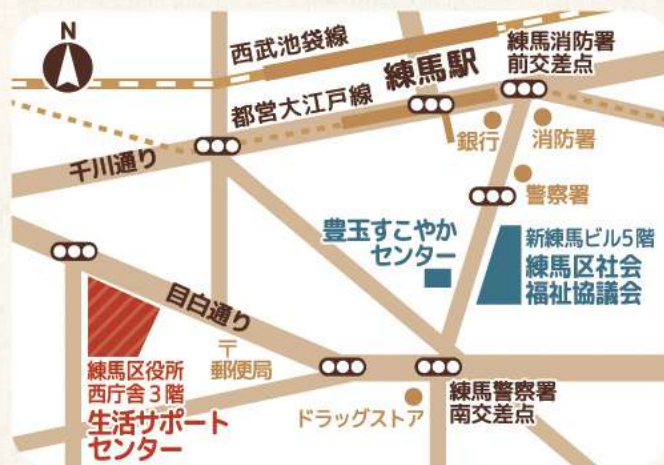 N
西武池袋線
練馬駅
都営大江戸線
練馬消防署
前交差点
銀行
消防署
千川通り
警察署
豊玉すこやか
センター
新練馬ビル5階
練馬区社会
福祉協議会
目白通り
〒
郵便局
練馬区役所
西庁舎3階
生活サポート
センター
ドラッグストア
練馬警察署
南交差点